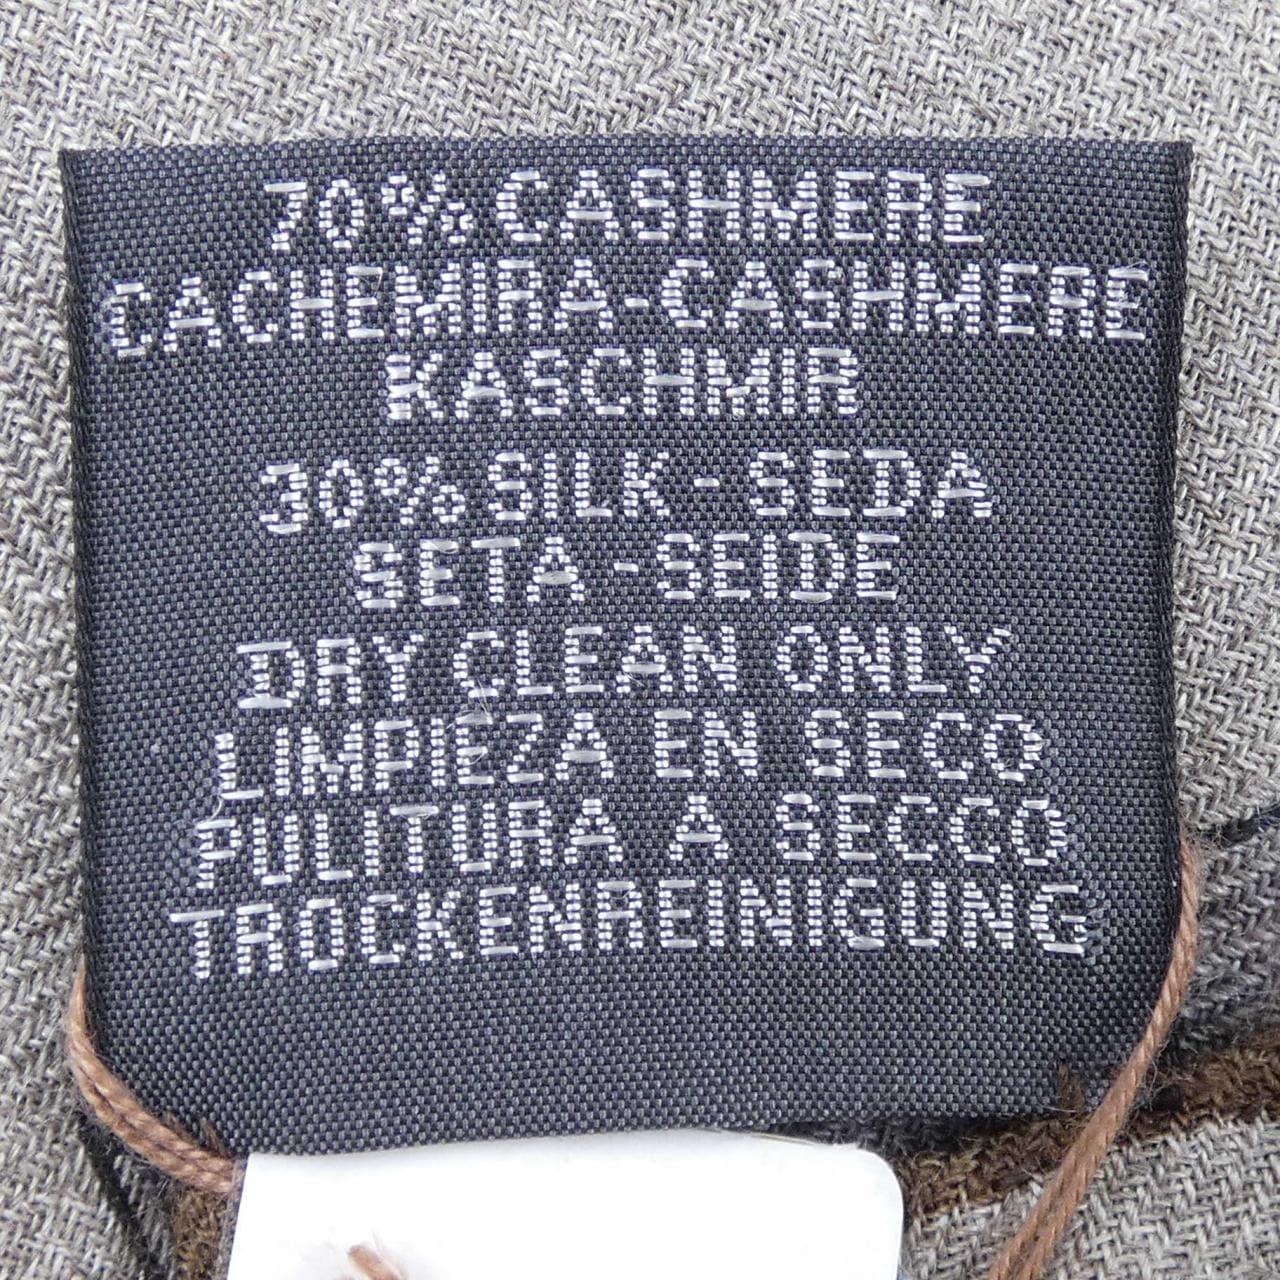 70% CASHMERE
CACHEMIRA-CASHMERE
KASCHMIR
30% SILK - SEDA
SETA - SEIDE
DRY CLEAN ONLY
LIMPIEZA EN SECO
PULITURA A SECCO
TROCKENREINIGUNG